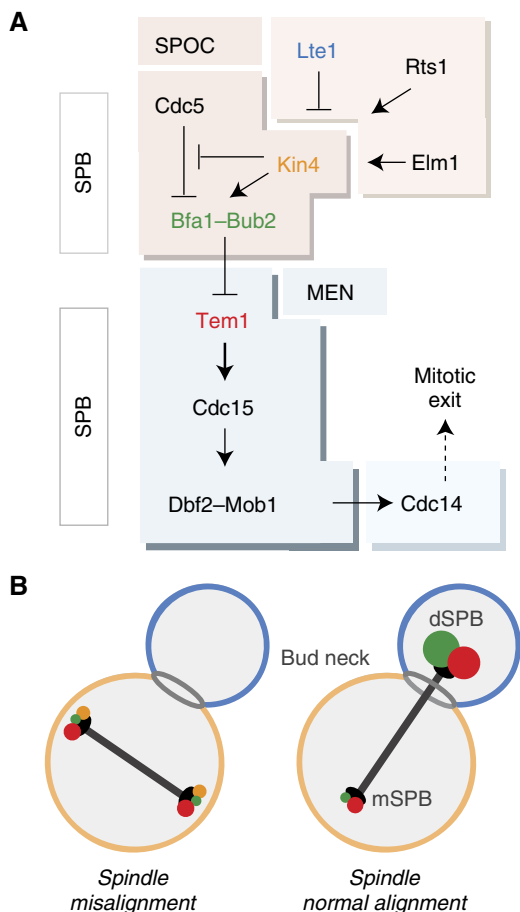 A
SPOC
Lte1
Rts1
Cdc5
SPB
Kin4
Elm1
Bfa1–Bub2
MEN
Tem1
SPB
Cdc15
Mitotic
exit
Dbf2–Mob1
Cdc14
B
dSPB
Bud neck
mSPB
Spindle
misalignment
Spindle
normal alignment